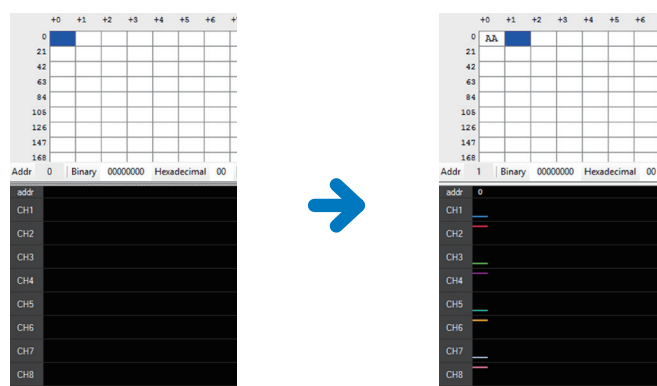 +0 +1 +2 +3 +4 +5 +6
0
21
42
63
84
105
126
147
168
Addr 0 Binary 00000000 Hexadecimal 00
addr
CH1
CH2
CH3
CH4
CH5
CH6
CH7
CH8
+0 +1 +2 +3 +4 +5 +6
0 AA
21
42
63
84
105
126
147
168
Addr 1 Binary 00000000 Hexadecimal 00
addr 0
CH1
CH2
CH3
CH4
CH5
CH6
CH7
CH8